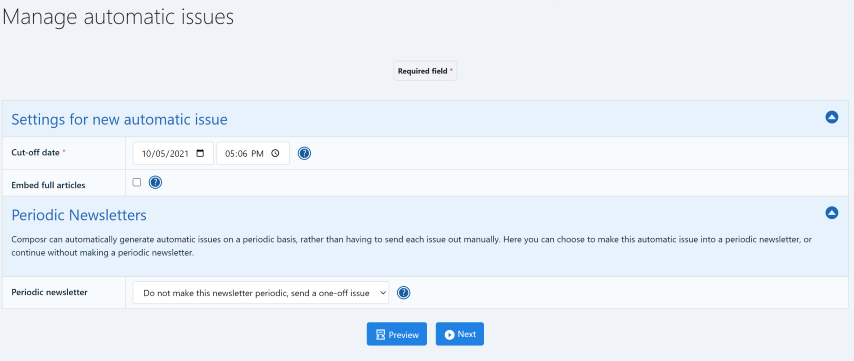 Manage automatic issues
Required field *
Settings for new automatic issue
Cut-off date *
10/05/2021 05:06 PM
Embed full articles
Periodic Newsletters
Composr can automatically generate automatic issues on a periodic basis, rather than having to send each issue out manually. Here you can choose to make this automatic issue into a periodic newsletter, or
continue without making a periodic newsletter.
Periodic newsletter
Do not make this newsletter periodic, send a one-off issue
Preview
Next